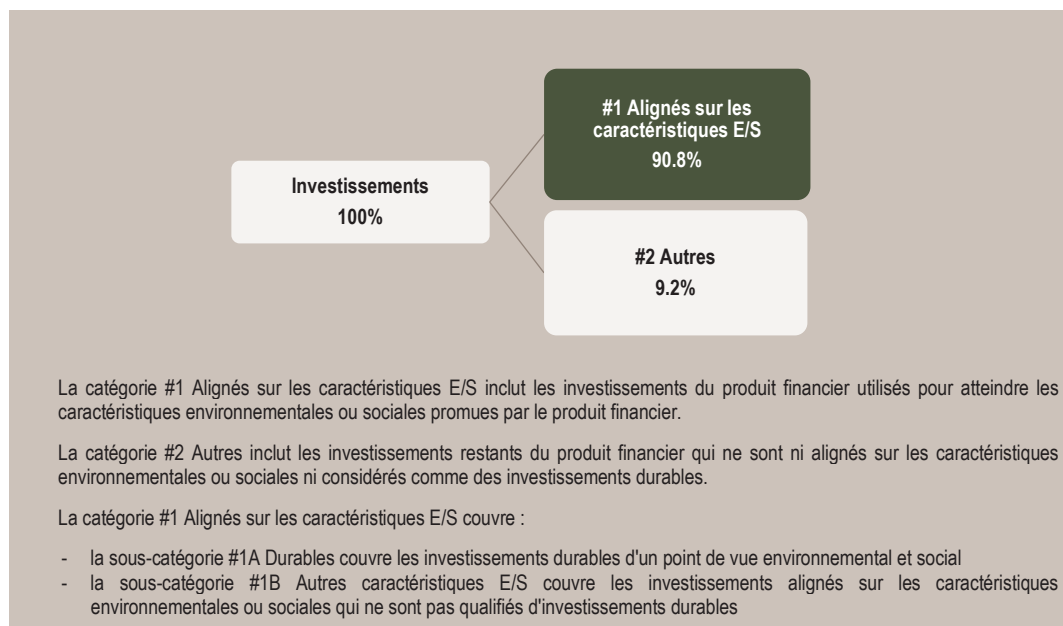 #1 Alignés sur les
caractéristiques E/S
90.8%
Investissements
100%
#2 Autres
9.2%
La catégorie #1 Alignés sur les caractéristiques E/S inclut les investissements du produit financier utilisés pour atteindre les
caractéristiques environnementales ou sociales promues par le produit financier.
La catégorie #2 Autres inclut les investissements restants du produit financier qui ne sont ni alignés sur les caractéristiques
environnementales ou sociales ni considérés comme des investissements durables.
La catégorie #1 Alignés sur les caractéristiques E/S couvre :
- la sous-catégorie #1A Durables couvre les investissements durables d'un point de vue environnemental et social
- la sous-catégorie #1B Autres caractéristiques E/S couvre les investissements alignés sur les caractéristiques
environnementales ou sociales qui ne sont pas qualifiés d'investissements durables